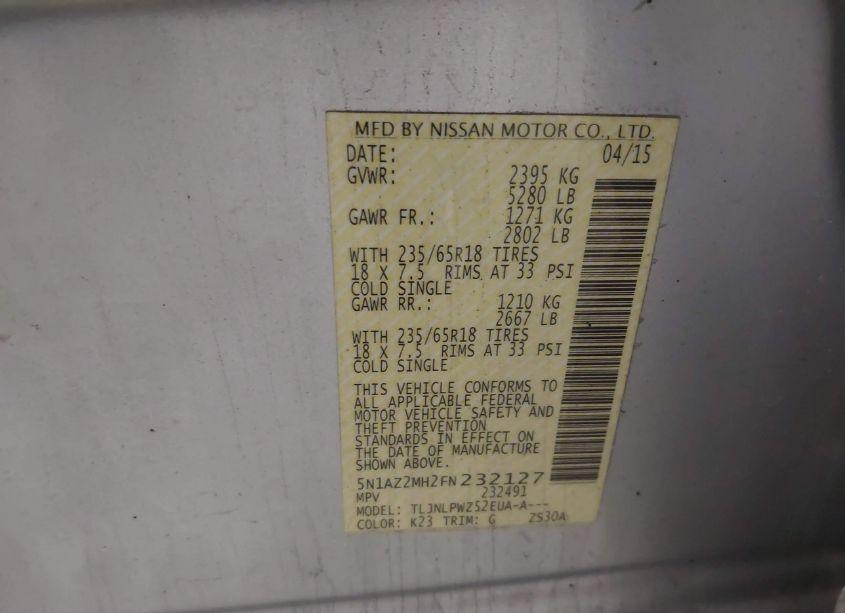 MFD BY NISSAN MOTOR CO., LTD.
DATE: 04/15
GVWR: 2395 KG
5280 LB
GAWR FR.: 1271 KG
2802 LB
WITH 235/65R18 TIRES
18 X 7.5 RIMS AT 33 PSI
COLD SINGLE
GAWR RR.: 1210 KG
2667 LB
WITH 235/65R18 TIRES
18 X 7.5 RIMS AT 33 PSI
COLD SINGLE
THIS VEHICLE CONFORMS TO
ALL APPLICABLE FEDERAL
MOTOR VEHICLE SAFETY AND
THEFT PREVENTION
STANDARDS IN EFFECT ON
THE DATE OF MANUFACTURE
SHOWN ABOVE.
5N1AZ2MH2FN232127
MPV 232491
MODEL: TLJNLPWZ52EUA-A---
COLOR: K23 TRIM: G ZS30A